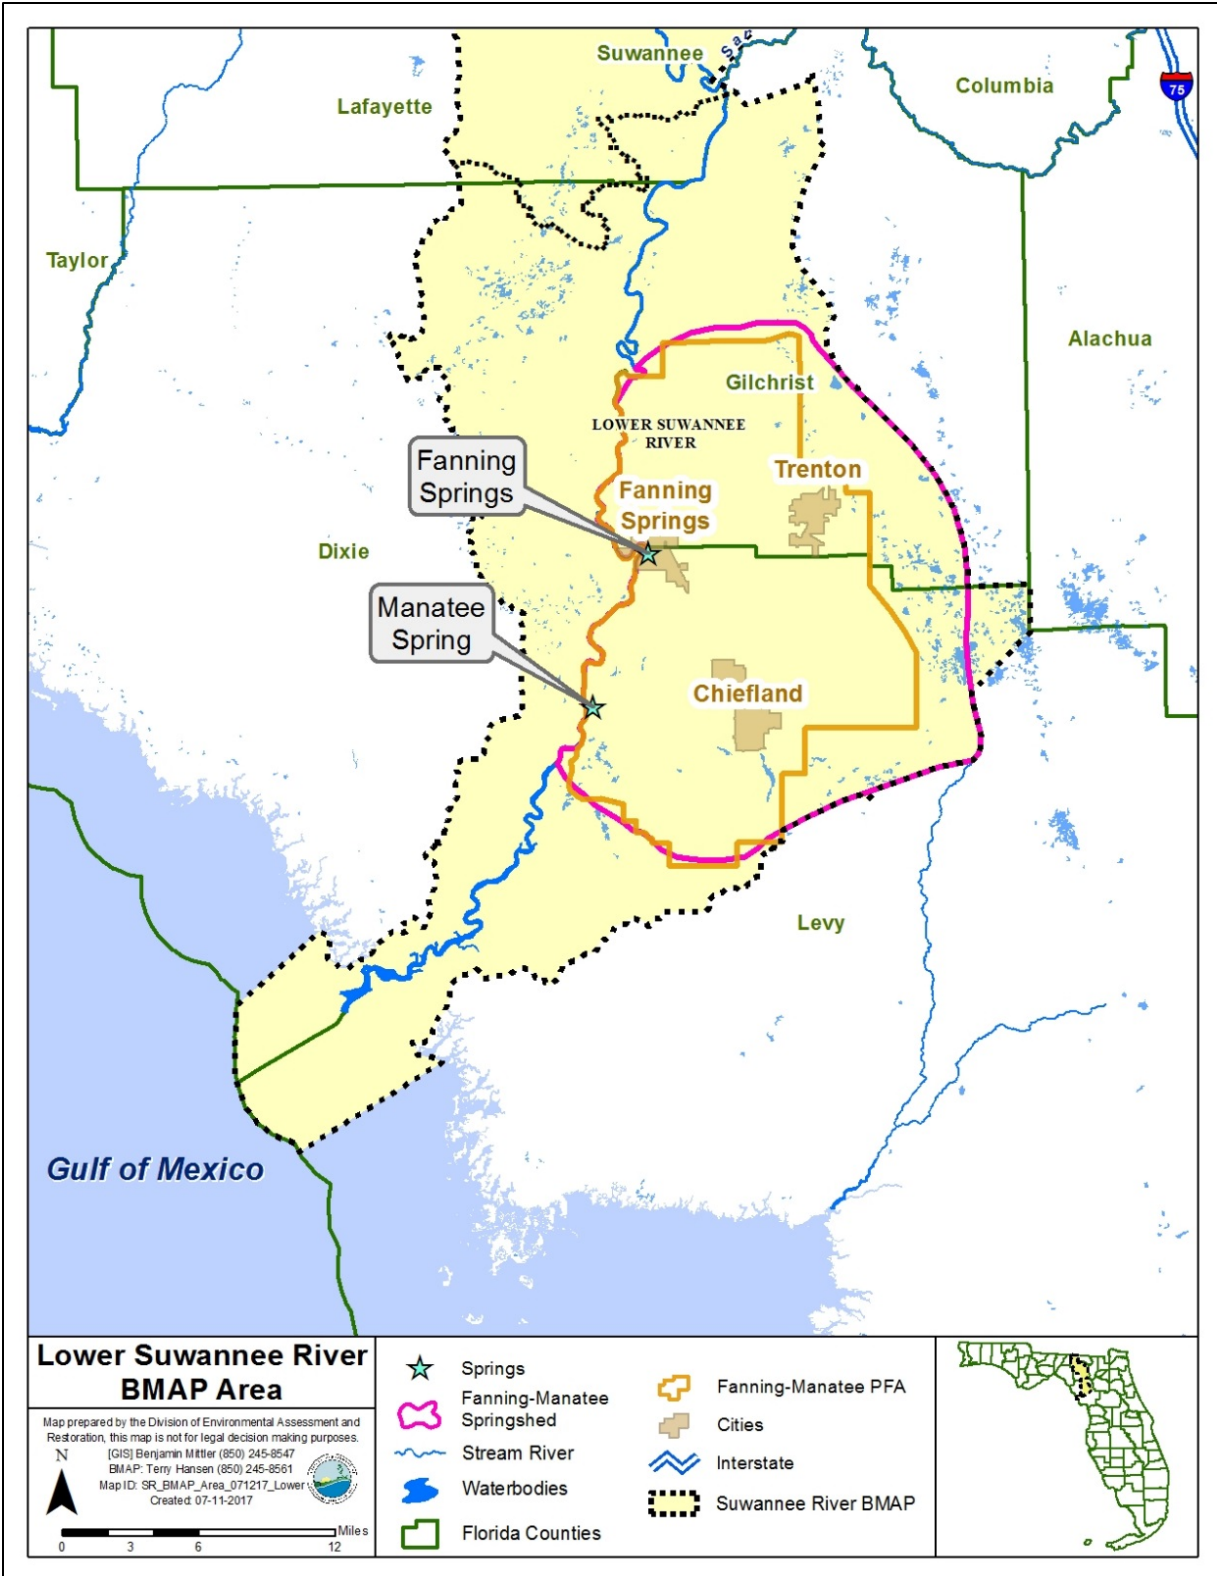 Suwannee
Sac
Lafayette
Columbia
75
Taylor
Alachua
Gilchrist
LOWER SUWANNEE
RIVER
Fanning
Springs
Trenton
Fanning
Springs
Dixie
Manatee
Spring
Chiefland
Levy
Gulf of Mexico
Lower Suwannee River
BMAP Area
Map prepared by the Division of Environmental Assessment and
Restoration, this map is not for legal decision making purposes.
N
[GIS] Benjamin Mittler (850) 245-8547
BMAP: Terry Hansen (850) 245-8561
Map ID: SR_BMAP_Area_071217_Lower
Created: 07-11-2017
Miles
0 3 6 12
Springs
Fanning-Manatee
Springshed
Stream River
Waterbodies
Florida Counties
Fanning-Manatee PFA
Cities
Interstate
Suwannee River BMAP